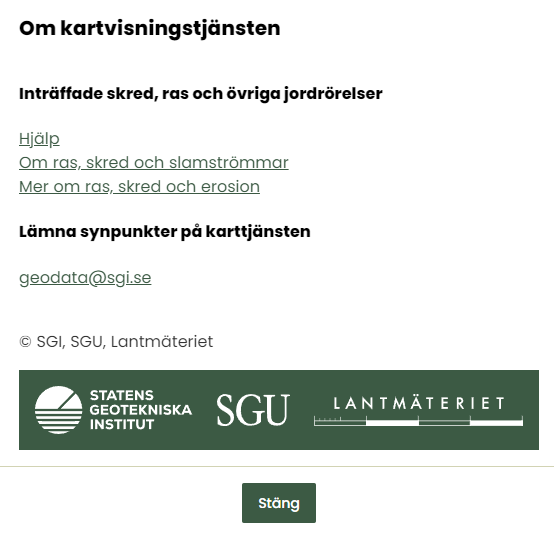 Om kartvisningstjänsten
Inträffade skred, ras och övriga jordrörelser
Hjälp
Om ras, skred och slamströmmar
Mer om ras, skred och erosion
Lämna synpunkter på karttjänsten
geodata@sgi.se
© SGI, SGU, Lantmäteriet
STATENS
GEOTEKNISKA
INSTITUT
SGU
LANTMÄTERIET
Stäng